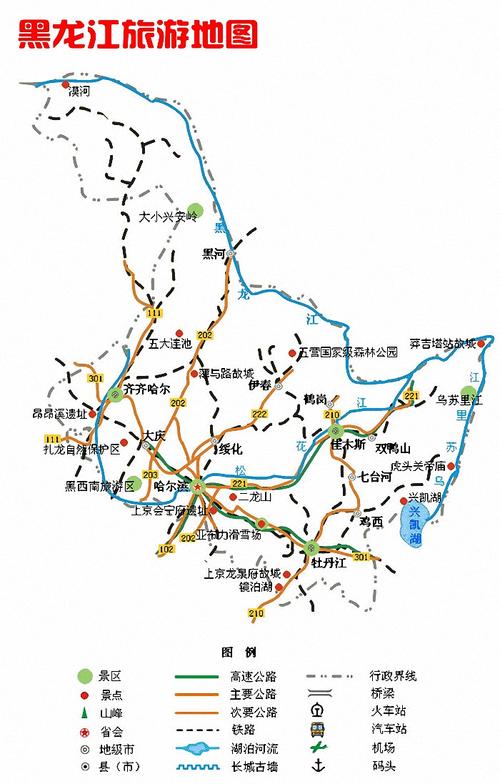 黑龙江旅游地图
漠河
大小兴安岭
黑
黑河
龙
江
111
五大连池
202
五营国家级森林公园
莽吉塔站故城
301
瑷珲路故城
伊春
齐齐哈尔
鹤岗
江
221
乌苏里江
202
222
210
里
昂昂溪遗址
111
大庆
绥化
花
佳木斯
双鸭山
苏
扎龙自然保护区
松
虎头关帝庙
203
221
七台河
乌
黑西南旅游区
哈尔滨
二龙山
兴凯湖
上京会宁府遗址
鸡西
兴凯湖
亚布力滑雪场
202
102
301
牡丹江
上京龙泉府故城
镜泊湖
210
图 例
景区 高速公路 行政界线
景点 主要公路 桥梁
山峰 次要公路 火车站
省会 铁路 汽车站
地级市 湖泊河流 机场
县（市） 长城古墙 码头